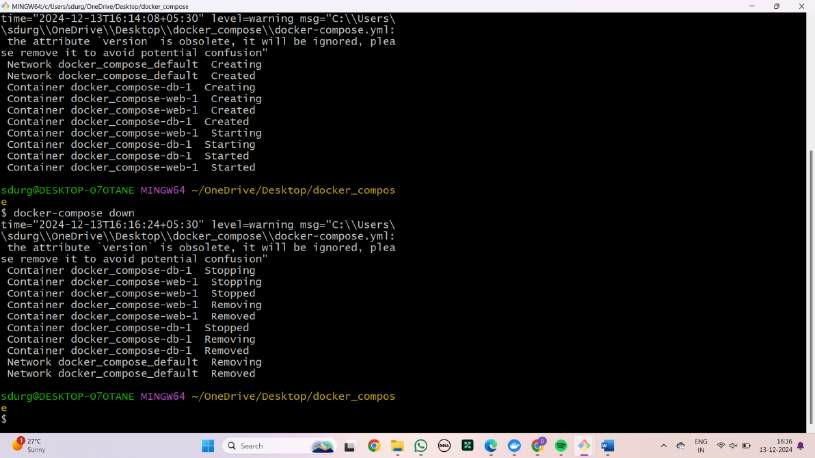 MINGW64:/c/Users/sdurg/OneDrive/Desktop/docker_compose
time="2024-12-13T16:14:08+05:30" level=warning msg="C:\\Users\
\sdurg\\OneDrive\\Desktop\\docker_compose\\docker-compose.yml:
the attribute `version` is obsolete, it will be ignored, plea
se remove it to avoid potential confusion"
Network docker_compose_default  Creating
Network docker_compose_default  Created
Container docker_compose-db-1  Creating
Container docker_compose-web-1  Creating
Container docker_compose-web-1  Created
Container docker_compose-db-1  Created
Container docker_compose-web-1  Starting
Container docker_compose-db-1  Starting
Container docker_compose-db-1  Started
Container docker_compose-web-1  Started
sdurg@DESKTOP-O7OTANE MINGW64 ~/OneDrive/Desktop/docker_compos
e
$ docker-compose down
time="2024-12-13T16:16:24+05:30" level=warning msg="C:\\Users\
\sdurg\\OneDrive\\Desktop\\docker_compose\\docker-compose.yml:
the attribute `version` is obsolete, it will be ignored, plea
se remove it to avoid potential confusion"
Container docker_compose-db-1  Stopping
Container docker_compose-web-1  Stopping
Container docker_compose-web-1  Stopped
Container docker_compose-web-1  Removing
Container docker_compose-web-1  Removed
Container docker_compose-db-1  Stopped
Container docker_compose-db-1  Removing
Container docker_compose-db-1  Removed
Network docker_compose_default  Removing
Network docker_compose_default  Removed
sdurg@DESKTOP-O7OTANE MINGW64 ~/OneDrive/Desktop/docker_compos
e
$
1
27°C
Sunny
Search
DELL
ENG
IN
16:36
13-12-2024